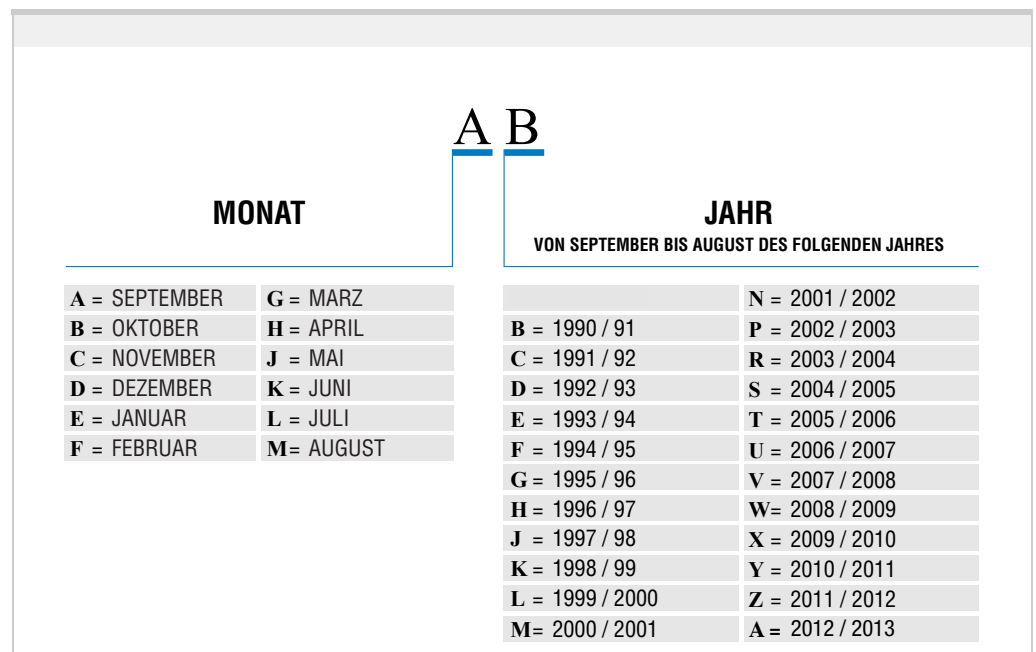 A B
MONAT
JAHR
VON SEPTEMBER BIS AUGUST DES FOLGENDEN JAHRES
A = SEPTEMBER
B = OKTOBER
C = NOVEMBER
D = DEZEMBER
E = JANUAR
F = FEBRUAR
G = MARZ
H = APRIL
J = MAI
K = JUNI
L = JULI
M= AUGUST
B = 1990 / 91
C = 1991 / 92
D = 1992 / 93
E = 1993 / 94
F = 1994 / 95
G = 1995 / 96
H = 1996 / 97
J = 1997 / 98
K = 1998 / 99
L = 1999 / 2000
M= 2000 / 2001
N = 2001 / 2002
P = 2002 / 2003
R = 2003 / 2004
S = 2004 / 2005
T = 2005 / 2006
U = 2006 / 2007
V = 2007 / 2008
W= 2008 / 2009
X = 2009 / 2010
Y = 2010 / 2011
Z = 2011 / 2012
A = 2012 / 2013